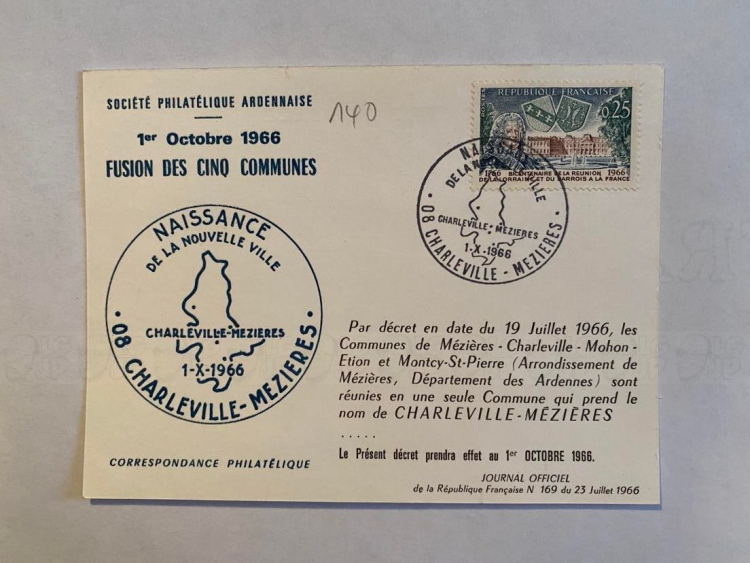 SOCIÉTÉ PHILATÉLIQUE ARDENNAISE
1er Octobre 1966
FUSION DES CINQ COMMUNES
140
POSTES
RÉPUBLIQUE FRANÇAISE
0,25
1766 BICENTENAIRE DE LA REUNION 1966
DE LA LORRAINE ET DU BARROIS A LA FRANCE
NAISSANCE
DE LA NOUVELLE VILLE
CHARLEVILLE-MEZIERES
1-X-1966
• 08 CHARLEVILLE - MEZIERES •
NAISSANCE
DE LA NOUVELLE VILLE
CHARLEVILLE-MEZIERES
1-X-1966
• 08 CHARLEVILLE-MEZIERES •
Par décret en date du 19 Juillet 1966, les
Communes de Mézières - Charleville - Mohon -
Etion et Montcy-St-Pierre (Arrondissement de
Mézières, Département des Ardennes) sont
réunies en une seule Commune qui prend le
nom de CHARLEVILLE-MÉZIÈRES
.....
Le Présent décret prendra effet au 1er OCTOBRE 1966.
JOURNAL OFFICIEL
de la République Française N 169 du 23 Juillet 1966
CORRESPONDANCE PHILATÉLIQUE